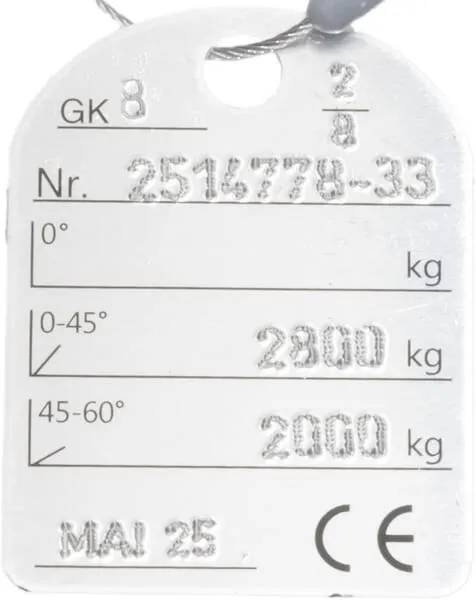 GK 8 2
8
Nr. 2514778-33
0°
kg
0-45°
2800 kg
45-60°
2000 kg
MAI 25 CE